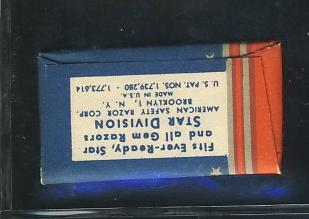 Fits Ever-Ready, Star
and all Gem Razors
STAR DIVISION
AMERICAN SAFETY RAZOR CORP.
BROOKLYN 1, N. Y.
MADE IN U.S.A.
U. S. PAT. NOS. 1,739,280 - 1,773,614